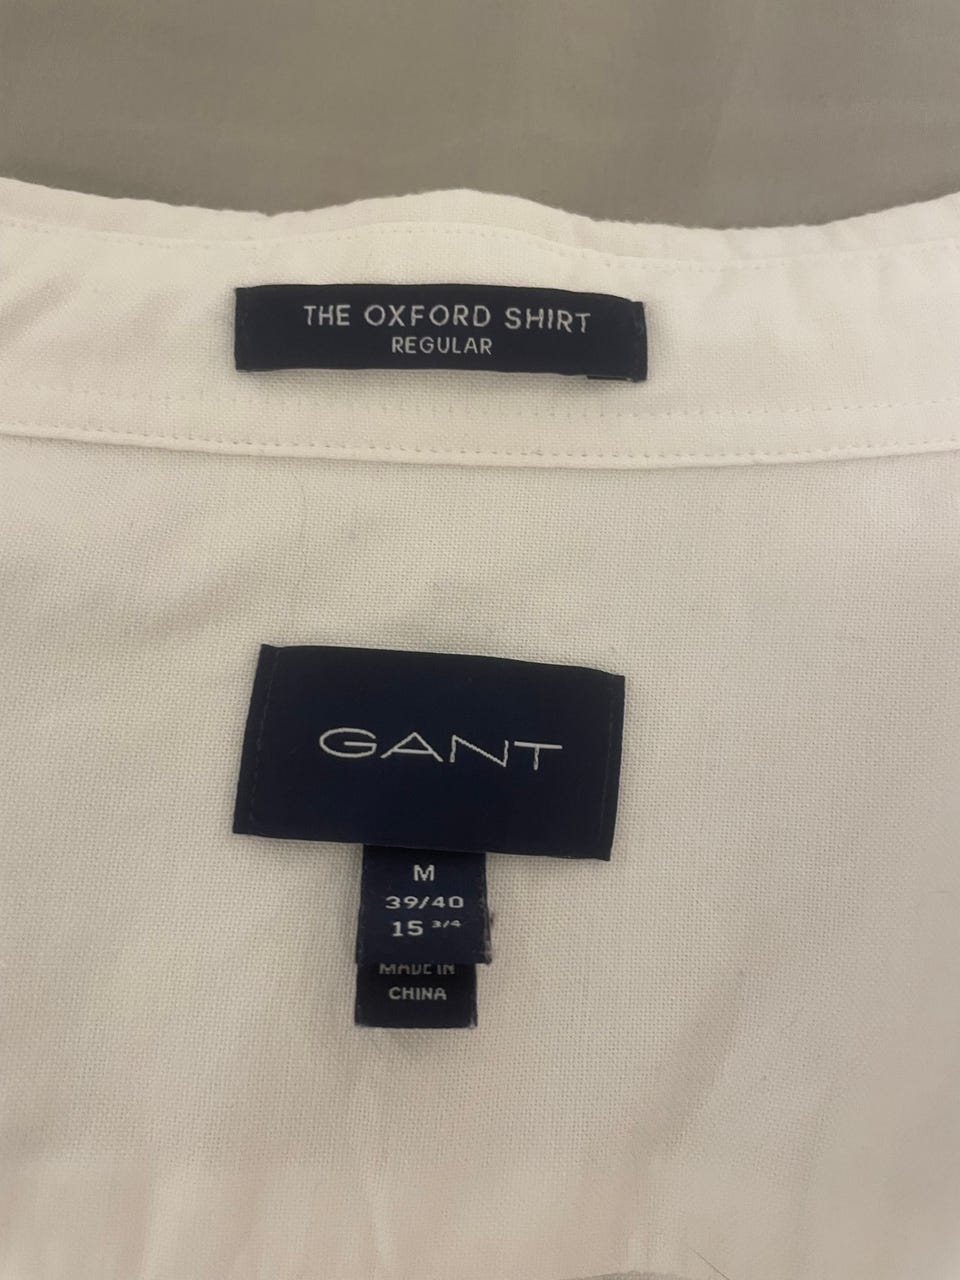 THE OXFORD SHIRT
REGULAR
GANT
M
39/40
15 3/4
MADE IN
CHINA